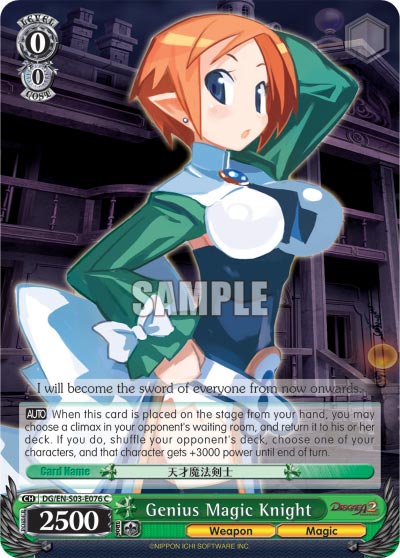 LEVEL
0
0
COST
SAMPLE
I will become the sword of everyone from now onwards.
AUTO When this card is placed on the stage from your hand, you may
choose a climax in your opponent's waiting room, and return it to his or her
deck. If you do, shuffle your opponent's deck, choose one of your
characters, and that character gets +3000 power until end of turn.
Card Name
天才魔法剣士
CH DG/EN-S03-E076 C
2500
Genius Magic Knight
DISGAEA 2
Weapon
Magic
©NIPPON ICHI SOFTWARE INC.